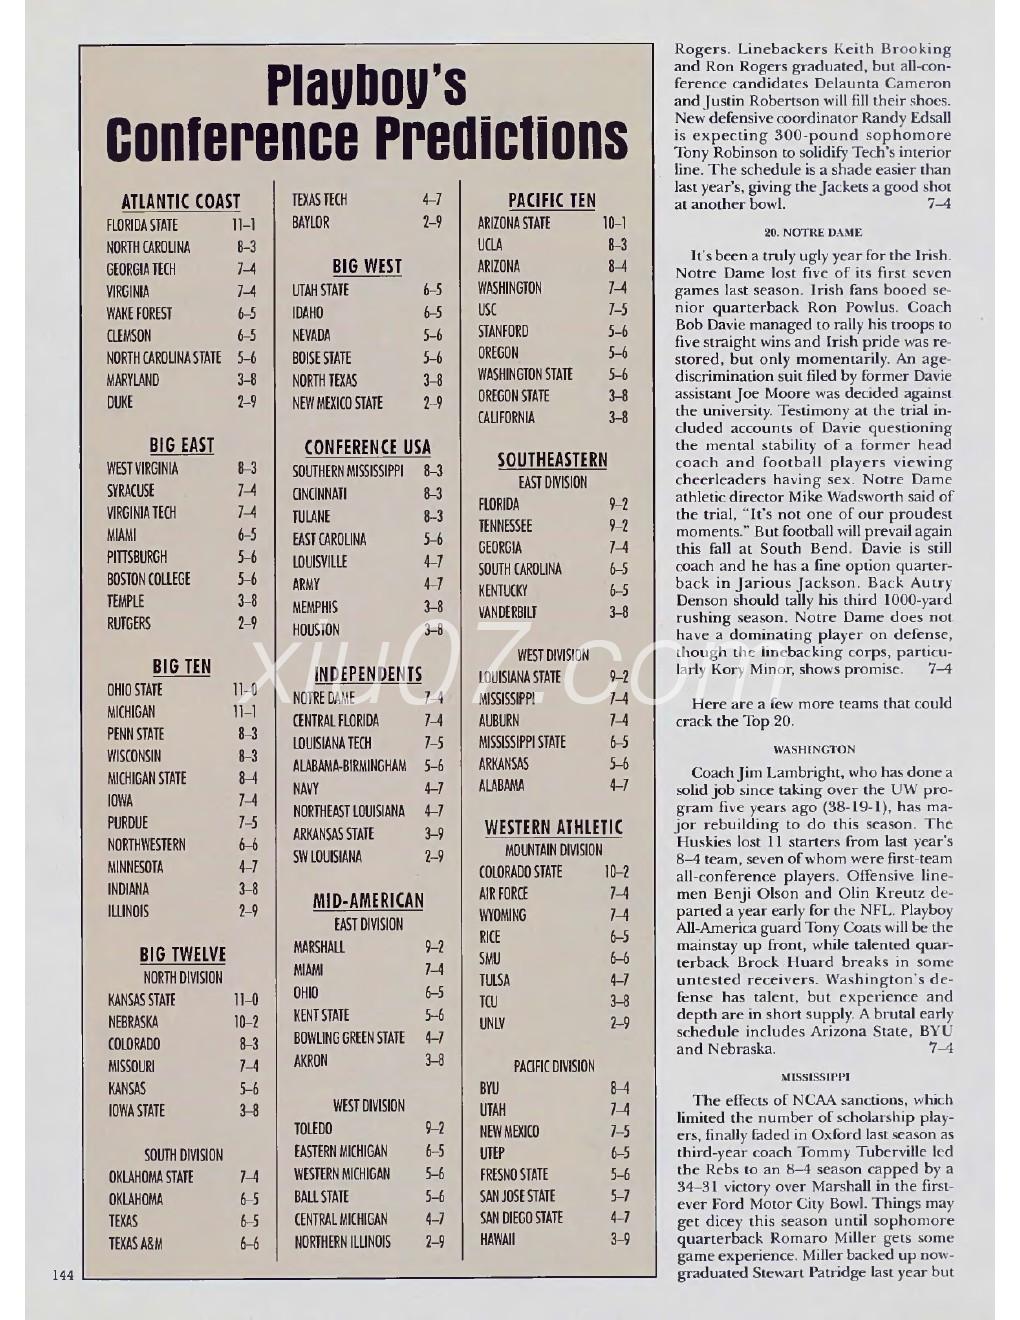 Playboy's
Conference Predictions
ATLANTIC COAST
FLORIDA STATE 11–1
NORTH CAROLINA 8–3
GEORGIA TECH 7–4
VIRGINIA 7–4
WAKE FOREST 6–5
CLEMSON 6–5
NORTH CAROLINA STATE 5–6
MARYLAND 3–8
DUKE 2–9
BIG EAST
WEST VIRGINIA 8–3
SYRACUSE 7–4
VIRGINIA TECH 7–4
MIAMI 6–5
PITTSBURGH 5–6
BOSTON COLLEGE 5–6
TEMPLE 3–8
RUTGERS 2–9
BIG TEN
OHIO STATE 11–0
MICHIGAN 11–1
PENN STATE 8–3
WISCONSIN 8–3
MICHIGAN STATE 8–4
IOWA 7–4
PURDUE 7–5
NORTHWESTERN 6–6
MINNESOTA 4–7
INDIANA 3–8
ILLINOIS 2–9
BIG TWELVE
NORTH DIVISION
KANSAS STATE 11–0
NEBRASKA 10–2
COLORADO 8–3
MISSOURI 7–4
KANSAS 5–6
IOWA STATE 3–8
SOUTH DIVISION
OKLAHOMA STATE 7–4
OKLAHOMA 6–5
TEXAS 6–5
TEXAS A&M 6–6
TEXAS TECH 4–7
BAYLOR 2–9
BIG WEST
UTAH STATE 6–5
IDAHO 6–5
NEVADA 5–6
BOISE STATE 5–6
NORTH TEXAS 3–8
NEW MEXICO STATE 2–9
CONFERENCE USA
SOUTHERN MISSISSIPPI 8–3
CINCINNATI 8–3
TULANE 8–3
EAST CAROLINA 5–6
LOUISVILLE 4–7
ARMY 4–7
MEMPHIS 3–8
HOUSTON 3–8
INDEPENDENTS
NOTRE DAME 7–4
CENTRAL FLORIDA 7–4
LOUISIANA TECH 7–5
ALABAMA-BIRMINGHAM 5–6
NAVY 4–7
NORTHEAST LOUISIANA 4–7
ARKANSAS STATE 3–9
SW LOUISIANA 2–9
MID-AMERICAN
EAST DIVISION
MARSHALL 9–2
MIAMI 7–4
OHIO 6–5
KENT STATE 5–6
BOWLING GREEN STATE 4–7
AKRON 3–8
WEST DIVISION
TOLEDO 9–2
EASTERN MICHIGAN 6–5
WESTERN MICHIGAN 5–6
BALL STATE 5–6
CENTRAL MICHIGAN 4–7
NORTHERN ILLINOIS 2–9
PACIFIC TEN
ARIZONA STATE 10–1
UCLA 8–3
ARIZONA 8–4
WASHINGTON 7–4
USC 7–5
STANFORD 5–6
OREGON 5–6
WASHINGTON STATE 5–6
OREGON STATE 3–8
CALIFORNIA 3–8
SOUTHEASTERN
EAST DIVISION
FLORIDA 9–2
TENNESSEE 9–2
GEORGIA 7–4
SOUTH CAROLINA 6–5
KENTUCKY 6–5
VANDERBILT 3–8
WEST DIVISION
LOUISIANA STATE 9–2
MISSISSIPPI 7–4
AUBURN 7–4
MISSISSIPPI STATE 6–5
ARKANSAS 5–6
ALABAMA 4–7
WESTERN ATHLETIC
MOUNTAIN DIVISION
COLORADO STATE 10–2
AIR FORCE 7–4
WYOMING 7–4
RICE 6–5
SMU 6–6
TULSA 4–7
TCU 3–8
UNLV 2–9
PACIFIC DIVISION
BYU 8–4
UTAH 7–4
NEW MEXICO 7–5
UTEP 6–5
FRESNO STATE 5–6
SAN JOSE STATE 5–7
SAN DIEGO STATE 4–7
HAWAII 3–9
Rogers. Linebackers Keith Brooking
and Ron Rogers graduated, but all-con-
ference candidates Delaunta Cameron
and Justin Robertson will fill their shoes.
New defensive coordinator Randy Edsall
is expecting 300-pound sophomore
Tony Robinson to solidify Tech's interior
line. The schedule is a shade easier than
last year's, giving the Jackets a good shot
at another bowl. 7–4
20. NOTRE DAME
It's been a truly ugly year for the Irish.
Notre Dame lost five of its first seven
games last season. Irish fans booed se-
nior quarterback Ron Powlus. Coach
Bob Davie managed to rally his troops to
five straight wins and Irish pride was re-
stored, but only momentarily. An age-
discrimination suit filed by former Davie
assistant Joe Moore was decided against
the university. Testimony at the trial in-
cluded accounts of Davie questioning
the mental stability of a former head
coach and football players viewing
cheerleaders having sex. Notre Dame
athletic director Mike Wadsworth said of
the trial, "It's not one of our proudest
moments." But football will prevail again
this fall at South Bend. Davie is still
coach and he has a fine option quarter-
back in Jarious Jackson. Back Autry
Denson should tally his third 1000-yard
rushing season. Notre Dame does not
have a dominating player on defense,
though the linebacking corps, particu-
larly Kory Minor, shows promise. 7–4
Here are a few more teams that could
crack the Top 20.
WASHINGTON
Coach Jim Lambright, who has done a
solid job since taking over the UW pro-
gram five years ago (38-19-1), has ma-
jor rebuilding to do this season. The
Huskies lost 11 starters from last year's
8–4 team, seven of whom were first-team
all-conference players. Offensive line-
men Benji Olson and Olin Kreutz de-
parted a year early for the NFL. Playboy
All-America guard Tony Coats will be the
mainstay up front, while talented quar-
terback Brock Huard breaks in some
untested receivers. Washington's de-
fense has talent, but experience and
depth are in short supply. A brutal early
schedule includes Arizona State, BYU
and Nebraska. 7–4
MISSISSIPPI
The effects of NCAA sanctions, which
limited the number of scholarship play-
ers, finally faded in Oxford last season as
third-year coach Tommy Tuberville led
the Rebs to an 8–4 season capped by a
34–31 victory over Marshall in the first-
ever Ford Motor City Bowl. Things may
get dicey this season until sophomore
quarterback Romaro Miller gets some
game experience. Miller backed up now-
graduated Stewart Patridge last year but
144
xiu07.com